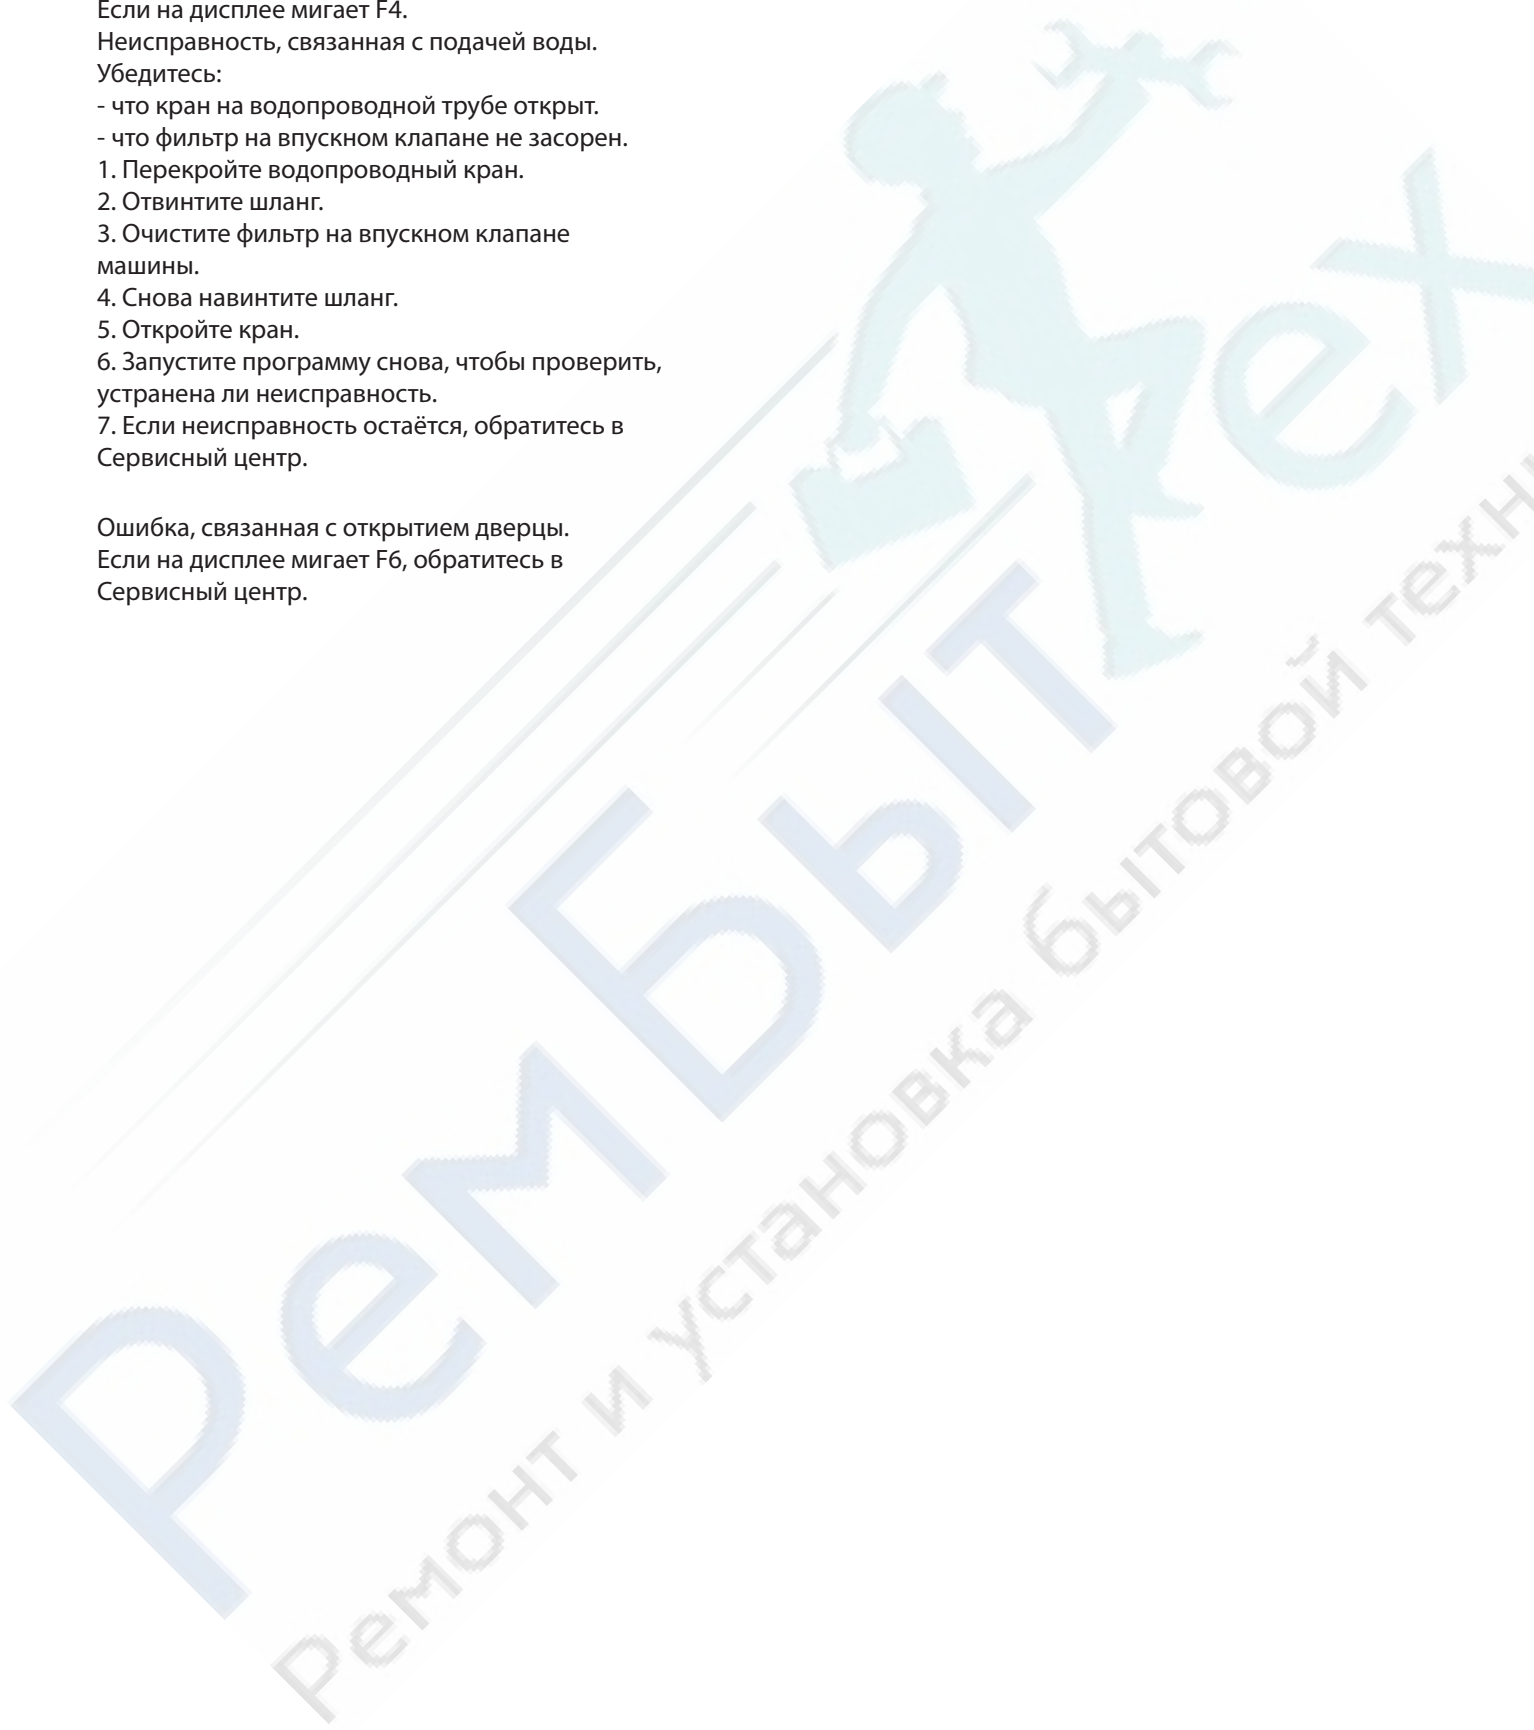 Если на дисплее мигает F4.
Неисправность, связанная с подачей воды.
Убедитесь:
- что кран на водопроводной трубе открыт.
- что фильтр на впускном клапане не засорен.
1. Перекройте водопроводный кран.
2. Отвинтите шланг.
3. Очистите фильтр на впускном клапане
машины.
4. Снова навинтите шланг.
5. Откройте кран.
6. Запустите программу снова, чтобы проверить,
устранена ли неисправность.
7. Если неисправность остаётся, обратитесь в
Сервисный центр.
Ошибка, связанная с открытием дверцы.
Если на дисплее мигает F6, обратитесь в
Сервисный центр.
РемБытТех
Ремонт и установка бытовой техн